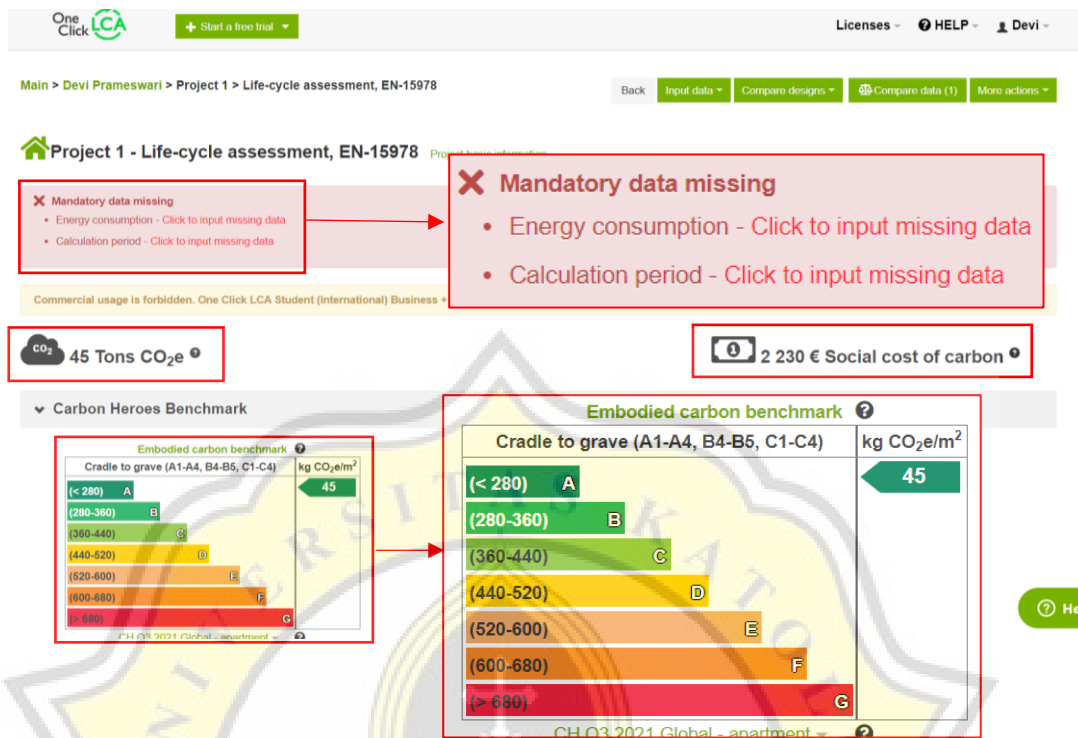 One Click LCA
Start a free trial
Licenses
HELP
Devi
Main > Devi Prameswari > Project 1 > Life-cycle assessment, EN-15978
Back
Input data
Compare designs
Compare data (1)
More actions
Project 1 - Life-cycle assessment, EN-15978
Project basic information
Mandatory data missing
• Energy consumption - Click to input missing data
• Calculation period - Click to input missing data
Mandatory data missing
• Energy consumption - Click to input missing data
• Calculation period - Click to input missing data
Commercial usage is forbidden. One Click LCA Student (International) Business +
CO₂
45 Tons CO₂e
2 230 € Social cost of carbon
Carbon Heroes Benchmark
Embodied carbon benchmark
Cradle to grave (A1-A4, B4-B5, C1-C4) kg CO₂e/m²
(< 280) A 45
(280-360) B
(360-440) C
(440-520) D
(520-600) E
(600-680) F
(> 680) G
CH Q3 2021 Global - apartment
Embodied carbon benchmark
Cradle to grave (A1-A4, B4-B5, C1-C4) kg CO₂e/m²
(< 280) A 45
(280-360) B
(360-440) C
(440-520) D
(520-600) E
(600-680) F
(> 680) G
CH Q3 2021 Global - apartment
He